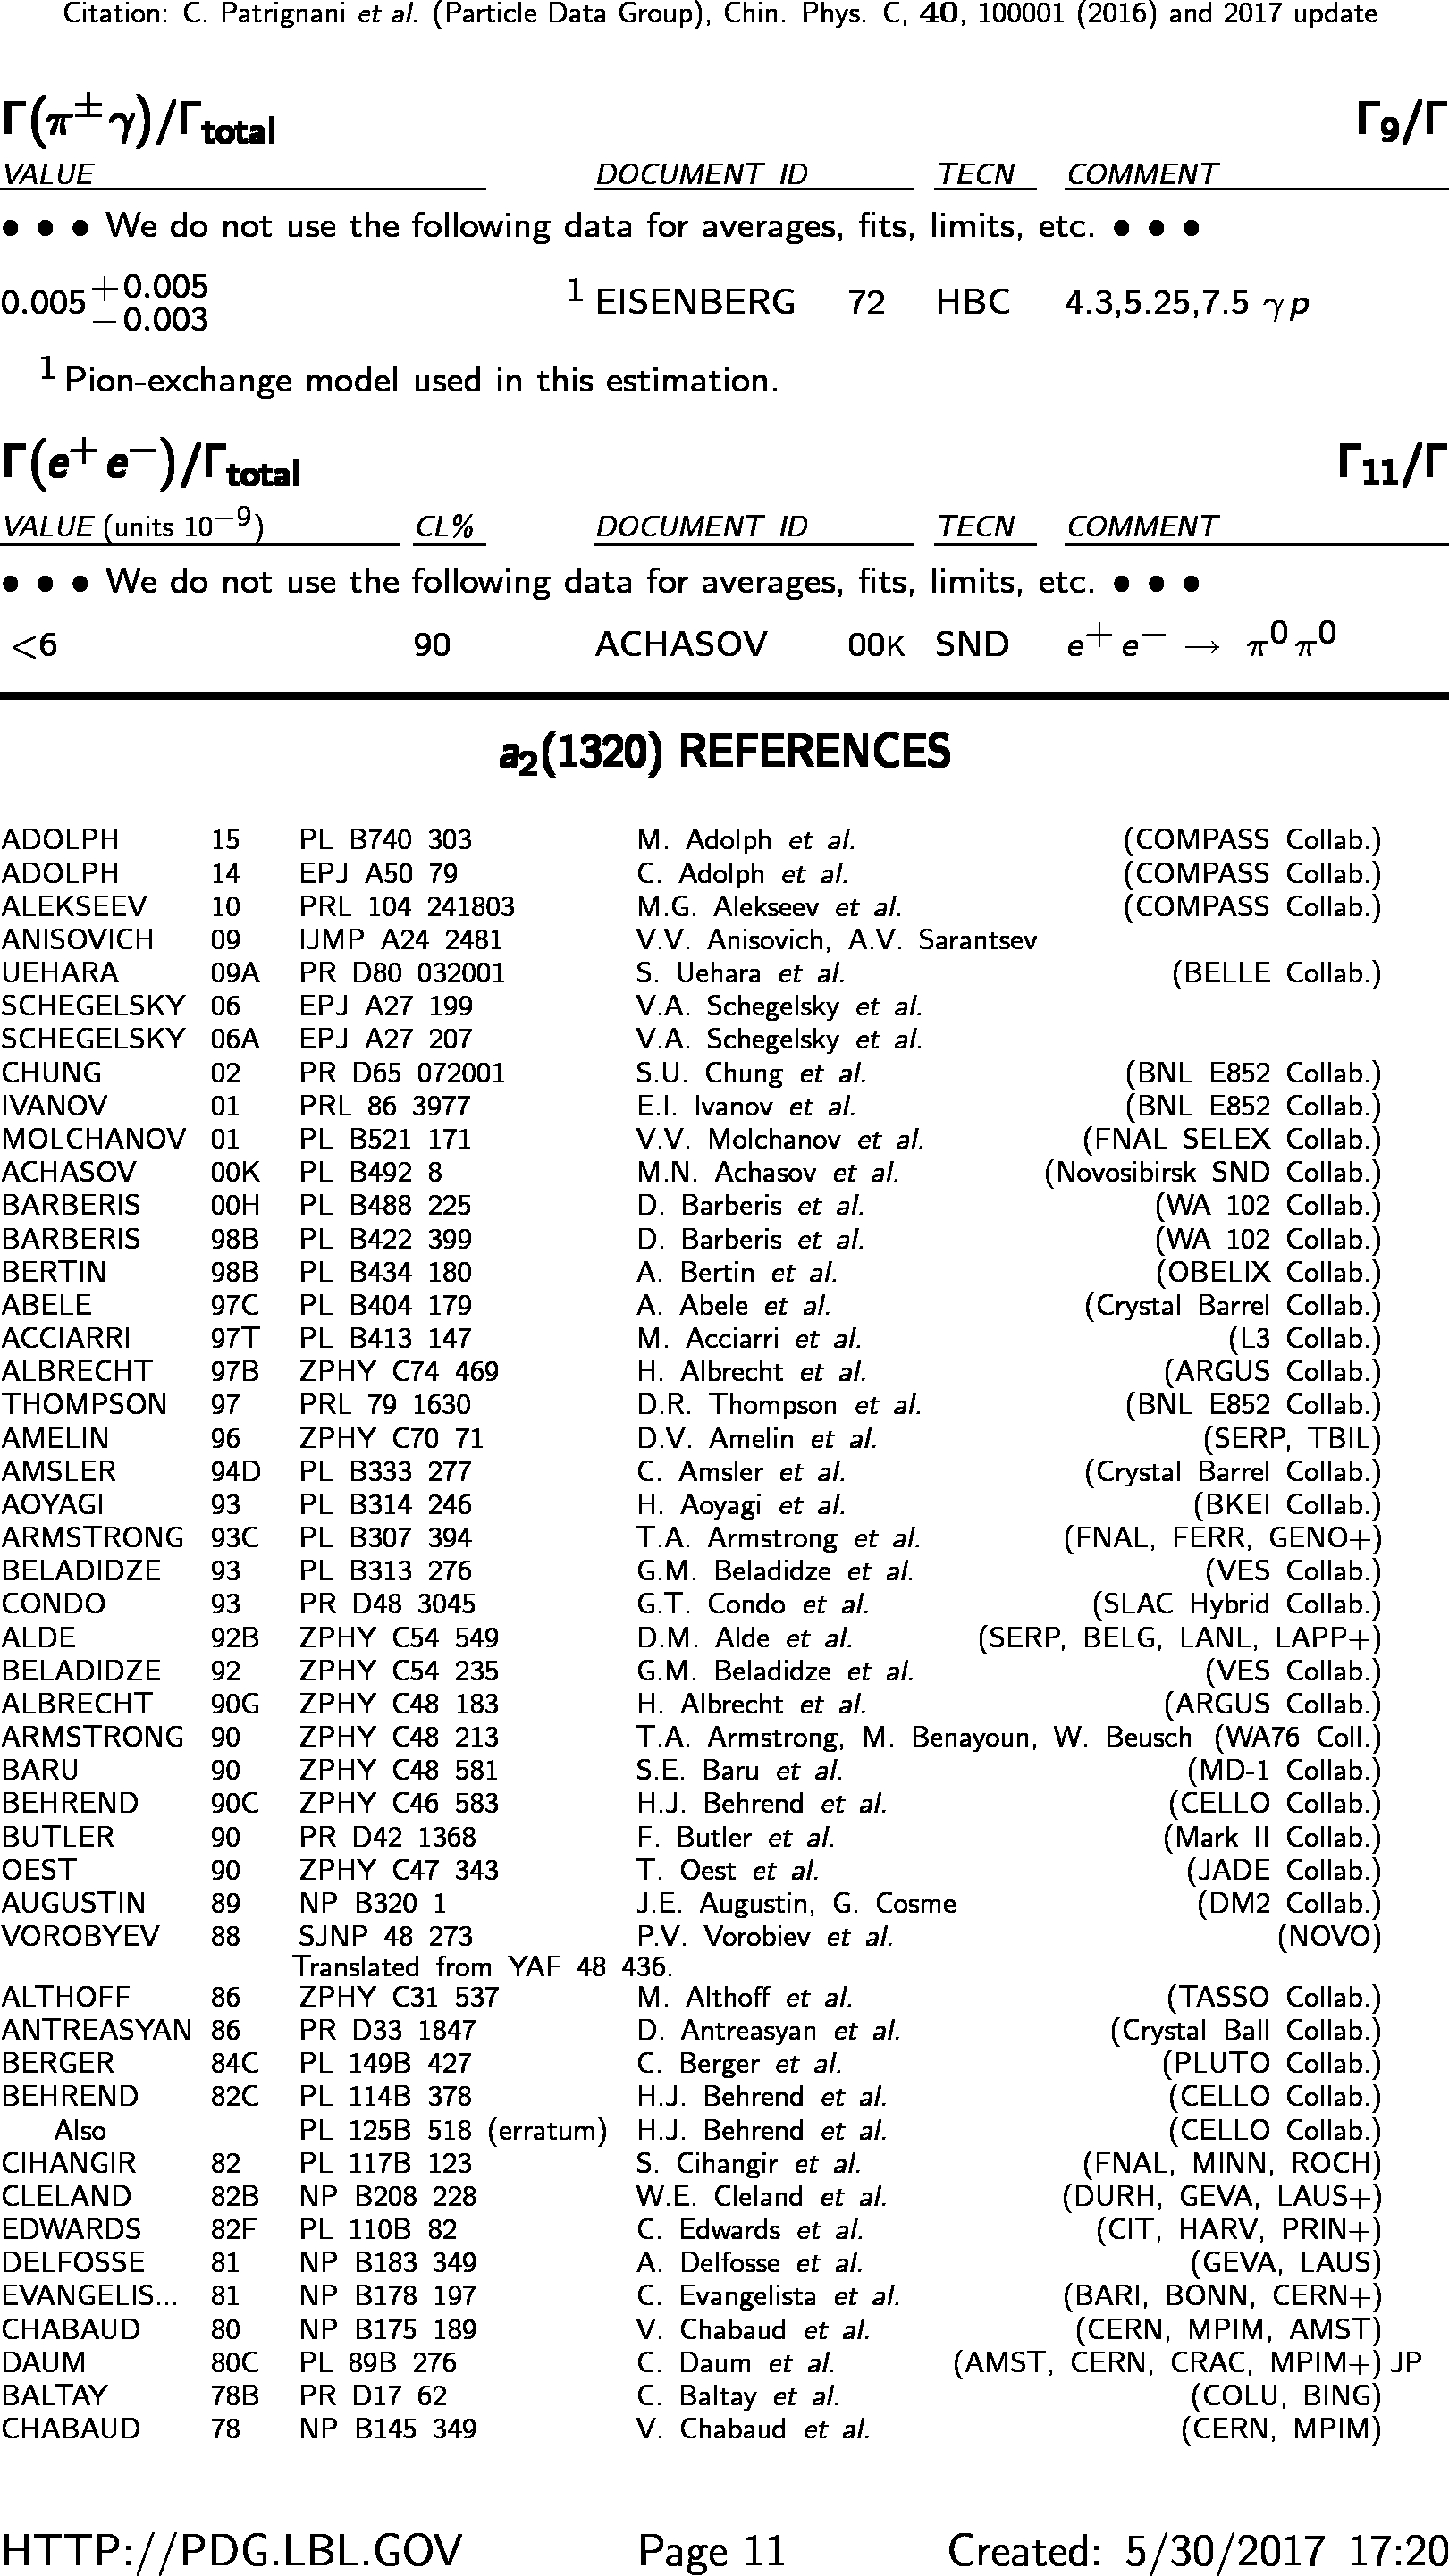 Citation: C. Patrignani et al. (Particle Data Group), Chin. Phys. C, 40, 100001 (2016) and 2017 update
Γ(π±γ)/Γtotal Γ9/Γ
VALUE DOCUMENT ID TECN COMMENT
• • • We do not use the following data for averages, fits, limits, etc. • • •
0.005 +0.005 −0.003 1 EISENBERG 72 HBC 4.3,5.25,7.5 γp
1 Pion-exchange model used in this estimation.
Γ(e+ e−)/Γtotal Γ11/Γ
VALUE (units 10−9) CL% DOCUMENT ID TECN COMMENT
• • • We do not use the following data for averages, fits, limits, etc. • • •
<6 90 ACHASOV 00K SND e+ e− → π0 π0
a2(1320) REFERENCES
ADOLPH 15 PL B740 303 M. Adolph et al. (COMPASS Collab.)
ADOLPH 14 EPJ A50 79 C. Adolph et al. (COMPASS Collab.)
ALEKSEEV 10 PRL 104 241803 M.G. Alekseev et al. (COMPASS Collab.)
ANISOVICH 09 IJMP A24 2481 V.V. Anisovich, A.V. Sarantsev
UEHARA 09A PR D80 032001 S. Uehara et al. (BELLE Collab.)
SCHEGELSKY 06 EPJ A27 199 V.A. Schegelsky et al.
SCHEGELSKY 06A EPJ A27 207 V.A. Schegelsky et al.
CHUNG 02 PR D65 072001 S.U. Chung et al. (BNL E852 Collab.)
IVANOV 01 PRL 86 3977 E.I. Ivanov et al. (BNL E852 Collab.)
MOLCHANOV 01 PL B521 171 V.V. Molchanov et al. (FNAL SELEX Collab.)
ACHASOV 00K PL B492 8 M.N. Achasov et al. (Novosibirsk SND Collab.)
BARBERIS 00H PL B488 225 D. Barberis et al. (WA 102 Collab.)
BARBERIS 98B PL B422 399 D. Barberis et al. (WA 102 Collab.)
BERTIN 98B PL B434 180 A. Bertin et al. (OBELIX Collab.)
ABELE 97C PL B404 179 A. Abele et al. (Crystal Barrel Collab.)
ACCIARRI 97T PL B413 147 M. Acciarri et al. (L3 Collab.)
ALBRECHT 97B ZPHY C74 469 H. Albrecht et al. (ARGUS Collab.)
THOMPSON 97 PRL 79 1630 D.R. Thompson et al. (BNL E852 Collab.)
AMELIN 96 ZPHY C70 71 D.V. Amelin et al. (SERP, TBIL)
AMSLER 94D PL B333 277 C. Amsler et al. (Crystal Barrel Collab.)
AOYAGI 93 PL B314 246 H. Aoyagi et al. (BKEI Collab.)
ARMSTRONG 93C PL B307 394 T.A. Armstrong et al. (FNAL, FERR, GENO+)
BELADIDZE 93 PL B313 276 G.M. Beladidze et al. (VES Collab.)
CONDO 93 PR D48 3045 G.T. Condo et al. (SLAC Hybrid Collab.)
ALDE 92B ZPHY C54 549 D.M. Alde et al. (SERP, BELG, LANL, LAPP+)
BELADIDZE 92 ZPHY C54 235 G.M. Beladidze et al. (VES Collab.)
ALBRECHT 90G ZPHY C48 183 H. Albrecht et al. (ARGUS Collab.)
ARMSTRONG 90 ZPHY C48 213 T.A. Armstrong, M. Benayoun, W. Beusch (WA76 Coll.)
BARU 90 ZPHY C48 581 S.E. Baru et al. (MD-1 Collab.)
BEHREND 90C ZPHY C46 583 H.J. Behrend et al. (CELLO Collab.)
BUTLER 90 PR D42 1368 F. Butler et al. (Mark II Collab.)
OEST 90 ZPHY C47 343 T. Oest et al. (JADE Collab.)
AUGUSTIN 89 NP B320 1 J.E. Augustin, G. Cosme (DM2 Collab.)
VOROBYEV 88 SJNP 48 273 P.V. Vorobiev et al. (NOVO)
Translated from YAF 48 436.
ALTHOFF 86 ZPHY C31 537 M. Althoff et al. (TASSO Collab.)
ANTREASYAN 86 PR D33 1847 D. Antreasyan et al. (Crystal Ball Collab.)
BERGER 84C PL 149B 427 C. Berger et al. (PLUTO Collab.)
BEHREND 82C PL 114B 378 H.J. Behrend et al. (CELLO Collab.)
Also PL 125B 518 (erratum) H.J. Behrend et al. (CELLO Collab.)
CIHANGIR 82 PL 117B 123 S. Cihangir et al. (FNAL, MINN, ROCH)
CLELAND 82B NP B208 228 W.E. Cleland et al. (DURH, GEVA, LAUS+)
EDWARDS 82F PL 110B 82 C. Edwards et al. (CIT, HARV, PRIN+)
DELFOSSE 81 NP B183 349 A. Delfosse et al. (GEVA, LAUS)
EVANGELIS... 81 NP B178 197 C. Evangelista et al. (BARI, BONN, CERN+)
CHABAUD 80 NP B175 189 V. Chabaud et al. (CERN, MPIM, AMST)
DAUM 80C PL 89B 276 C. Daum et al. (AMST, CERN, CRAC, MPIM+) JP
BALTAY 78B PR D17 62 C. Baltay et al. (COLU, BING)
CHABAUD 78 NP B145 349 V. Chabaud et al. (CERN, MPIM)
HTTP://PDG.LBL.GOV Page 11 Created: 5/30/2017 17:20